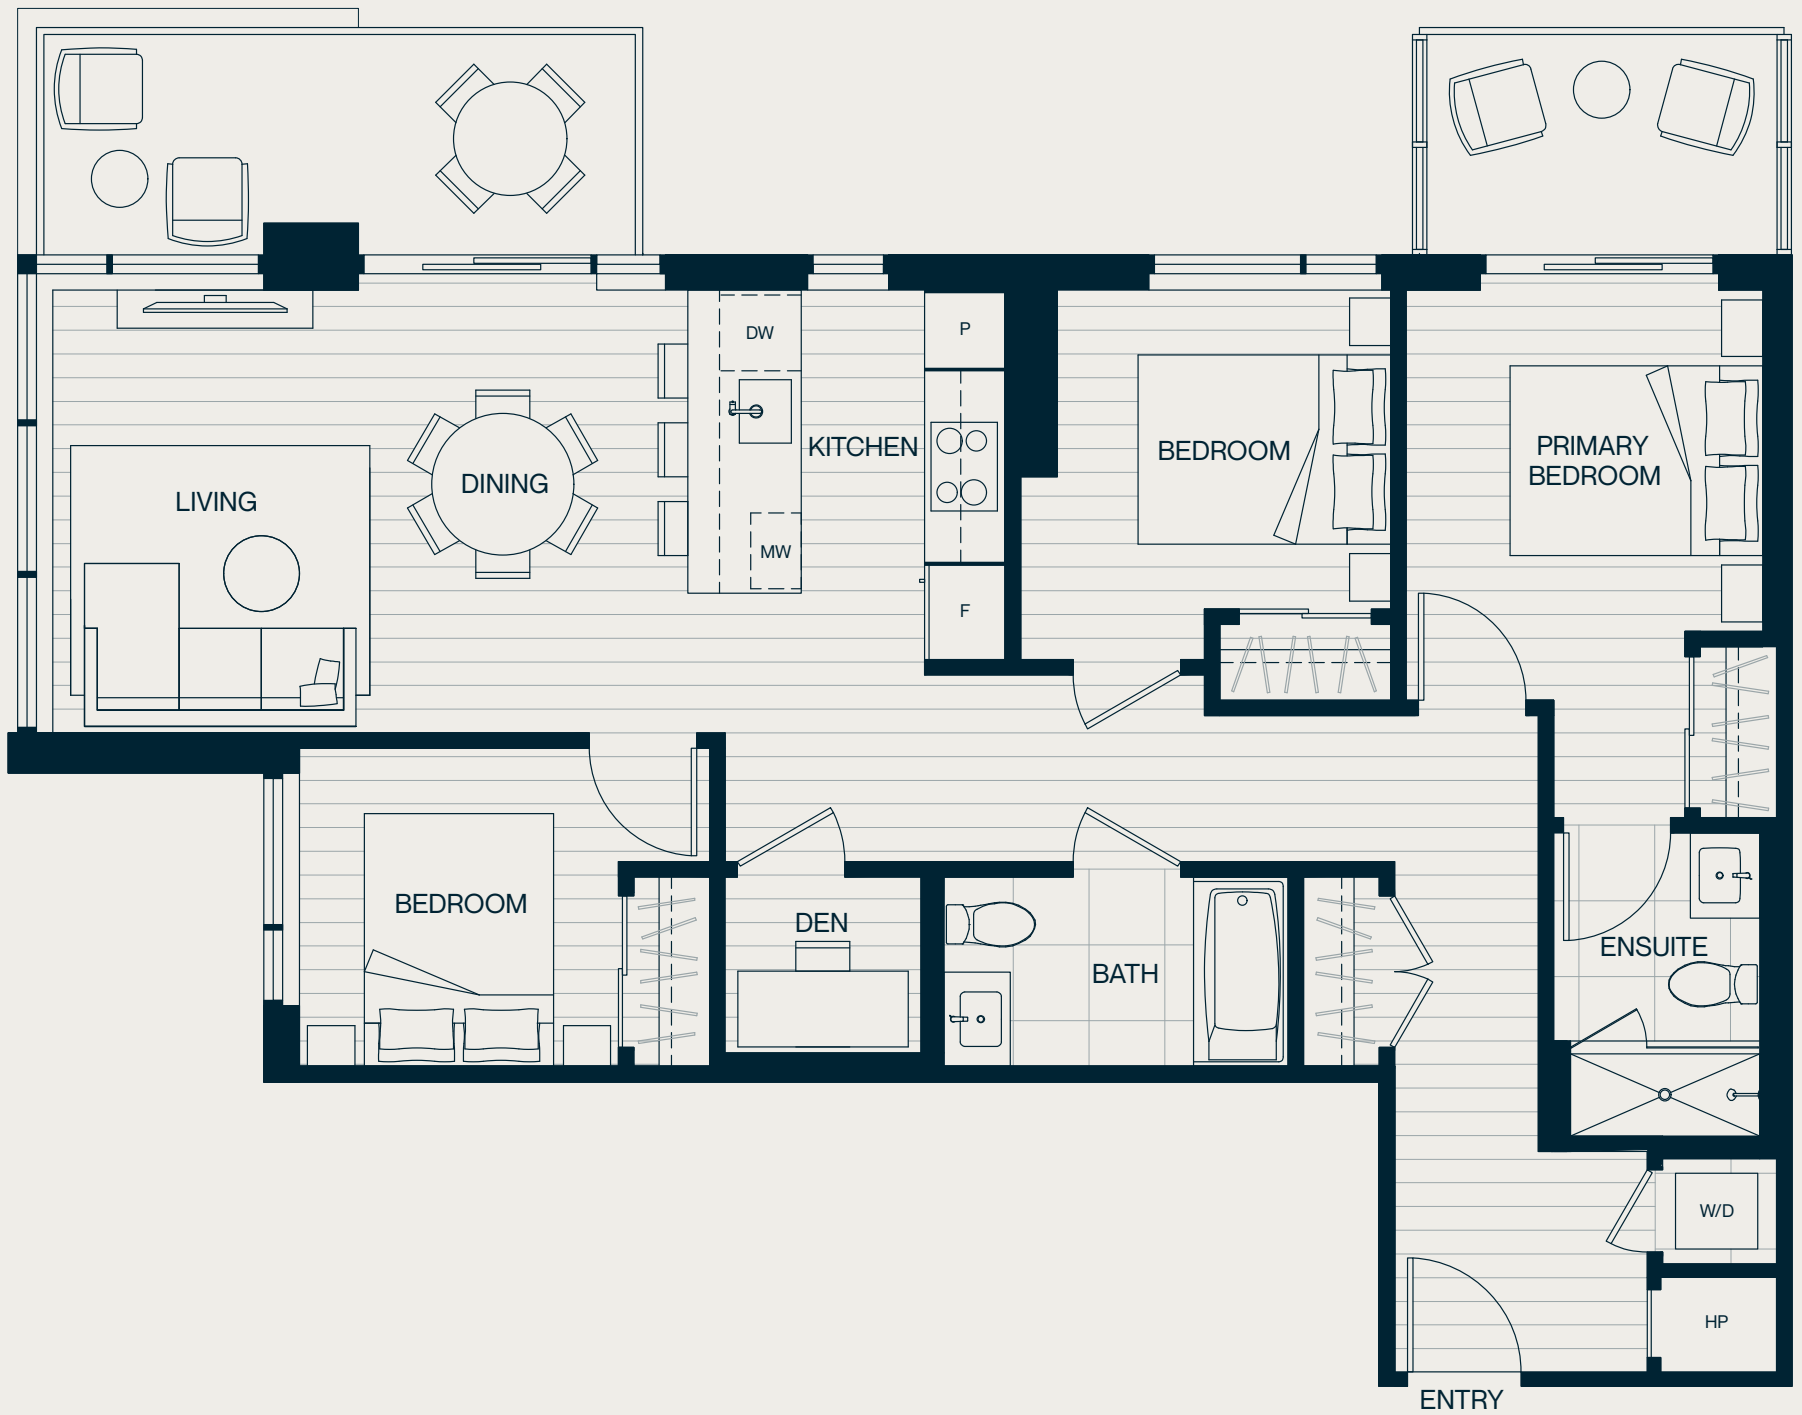 DW
P
KITCHEN
BEDROOM
PRIMARY
BEDROOM
LIVING
DINING
MW
F
BEDROOM
DEN
BATH
ENSUITE
W/D
HP
ENTRY